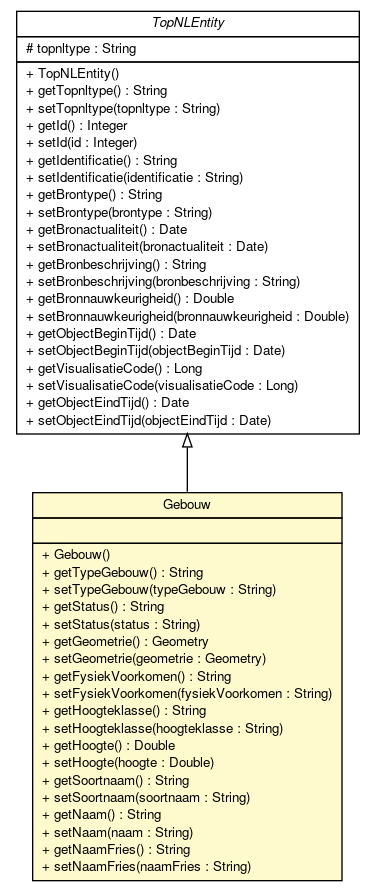 TopNLEntity
# topnltype : String
+ TopNLEntity()
+ getTopnltype() : String
+ setTopnltype(topnltype : String)
+ getId() : Integer
+ setId(id : Integer)
+ getIdentificatie() : String
+ setIdentificatie(identificatie : String)
+ getBrontype() : String
+ setBrontype(brontype : String)
+ getBronactualiteit() : Date
+ setBronactualiteit(bronactualiteit : Date)
+ getBronbeschrijving() : String
+ setBronbeschrijving(bronbeschrijving : String)
+ getBronnauwkeurigheid() : Double
+ setBronnauwkeurigheid(bronnauwkeurigheid : Double)
+ getObjectBeginTijd() : Date
+ setObjectBeginTijd(objectBeginTijd : Date)
+ getVisualisatieCode() : Long
+ setVisualisatieCode(visualisatieCode : Long)
+ getObjectEindTijd() : Date
+ setObjectEindTijd(objectEindTijd : Date)
Gebouw
+ Gebouw()
+ getTypeGebouw() : String
+ setTypeGebouw(typeGebouw : String)
+ getStatus() : String
+ setStatus(status : String)
+ getGeometrie() : Geometry
+ setGeometrie(geometrie : Geometry)
+ getFysiekVoorkomen() : String
+ setFysiekVoorkomen(fysiekVoorkomen : String)
+ getHoogteklasse() : String
+ setHoogteklasse(hoogteklasse : String)
+ getHoogte() : Double
+ setHoogte(hoogte : Double)
+ getSoortnaam() : String
+ setSoortnaam(soortnaam : String)
+ getNaam() : String
+ setNaam(naam : String)
+ getNaamFries() : String
+ setNaamFries(naamFries : String)